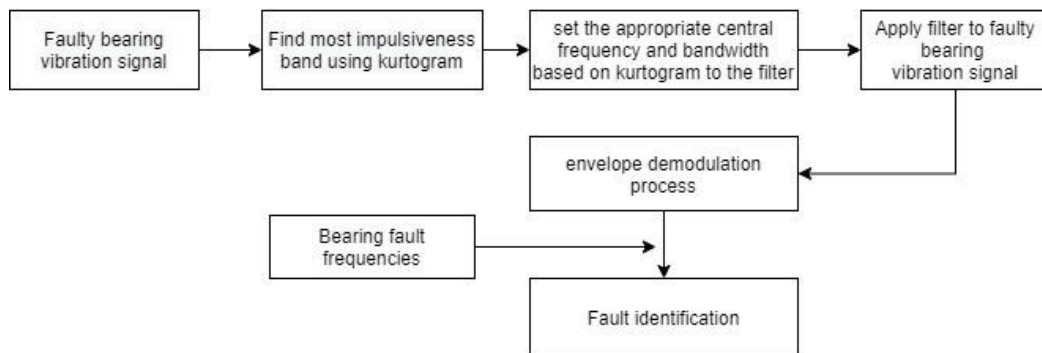 Faulty bearing
vibration signal
Find most impulsiveness
band using kurtogram
set the appropriate central
frequency and bandwidth
based on kurtogram to the filter
Apply filter to faulty
bearing
vibration signal
envelope demodulation
process
Bearing fault
frequencies
Fault identification